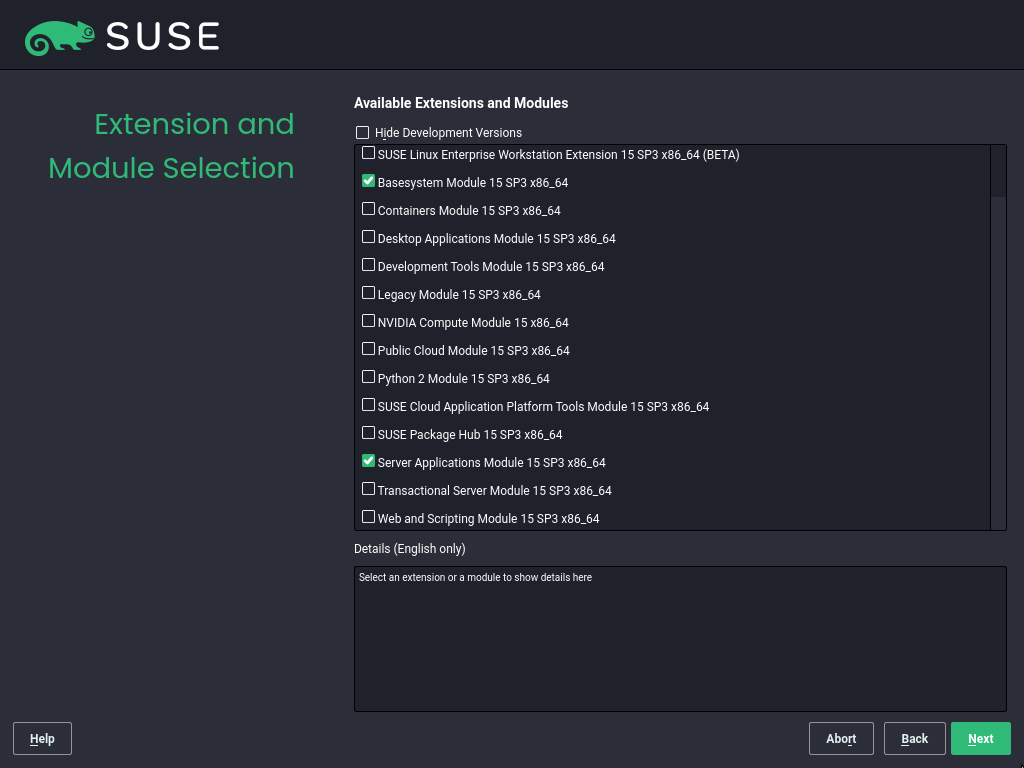 SUSE
Extension and
Module Selection
Available Extensions and Modules
Hide Development Versions
SUSE Linux Enterprise Workstation Extension 15 SP3 x86_64 (BETA)
Basesystem Module 15 SP3 x86_64
Containers Module 15 SP3 x86_64
Desktop Applications Module 15 SP3 x86_64
Development Tools Module 15 SP3 x86_64
Legacy Module 15 SP3 x86_64
NVIDIA Compute Module 15 x86_64
Public Cloud Module 15 SP3 x86_64
Python 2 Module 15 SP3 x86_64
SUSE Cloud Application Platform Tools Module 15 SP3 x86_64
SUSE Package Hub 15 SP3 x86_64
Server Applications Module 15 SP3 x86_64
Transactional Server Module 15 SP3 x86_64
Web and Scripting Module 15 SP3 x86_64
Details (English only)
Select an extension or a module to show details here
Help
Abort
Back
Next